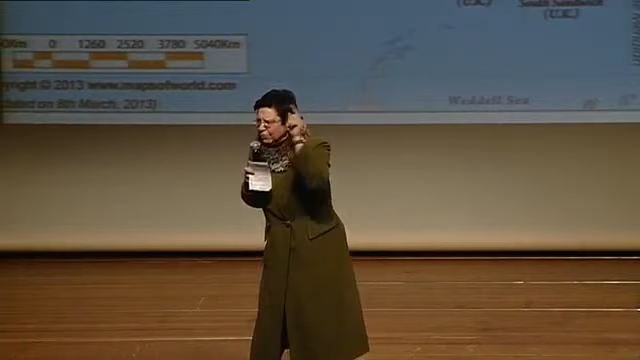 (U.K.)
South Sandwich
(U.K.)
0Km 0 1260 2520 3780 5040Km
yright © 2013 www.mapsofworld.com
dated on 8th March, 2013)
Weddell Sea